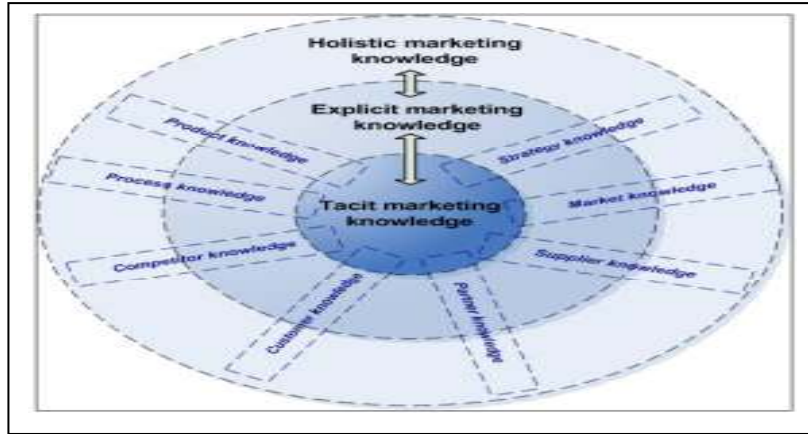 Holistic marketing
knowledge
Explicit marketing
knowledge
Product knowledge
Strategy knowledge
Process knowledge
Tacit marketing
knowledge
Market knowledge
Competitor knowledge
Supplier knowledge
Customer knowledge
Partner knowledge